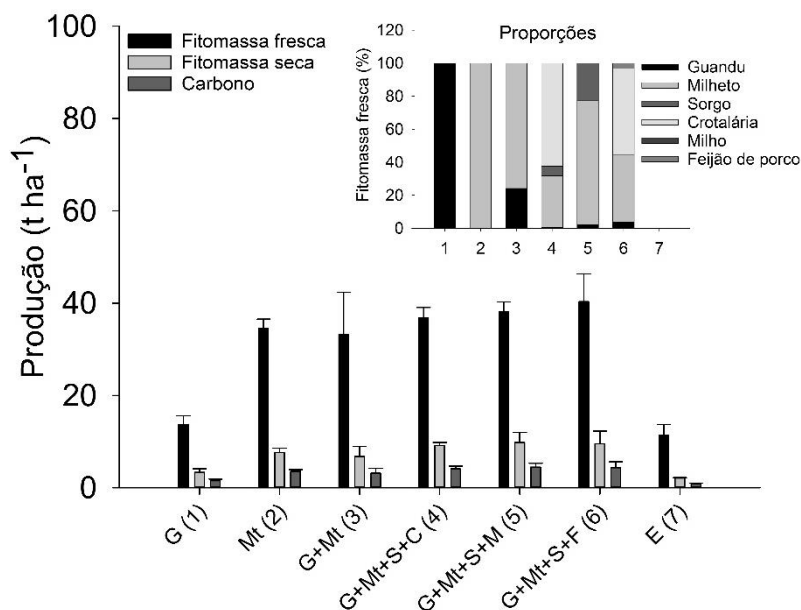 Produção (t ha-1)
100
80
60
40
20
0
Fitomassa fresca
Fitomassa seca
Carbono
Proporções
Fitomassa fresca (%)
120
100
80
60
40
20
0
1 2 3 4 5 6 7
Guandu
Milheto
Sorgo
Crotalária
Milho
Feijão de porco
G (1)
Mt (2)
G+Mt (3)
G+Mt+S+C (4)
G+Mt+S+M (5)
G+Mt+S+F (6)
E (7)